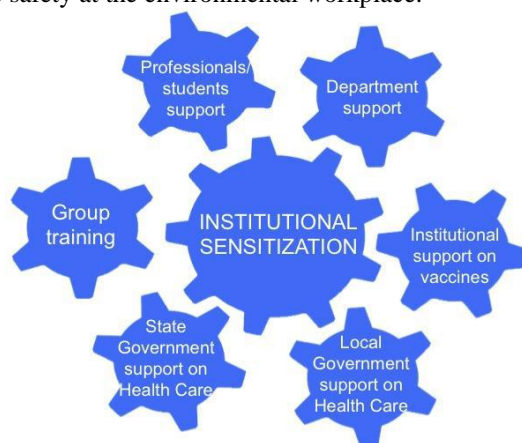 safety at the environmental workplace.
Professionals/
students
support
Department
support
Group
training
INSTITUTIONAL
SENSITIZATION
Institutional
support on
vaccines
State
Government
support on
Health Care
Local
Government
support on
Health Care